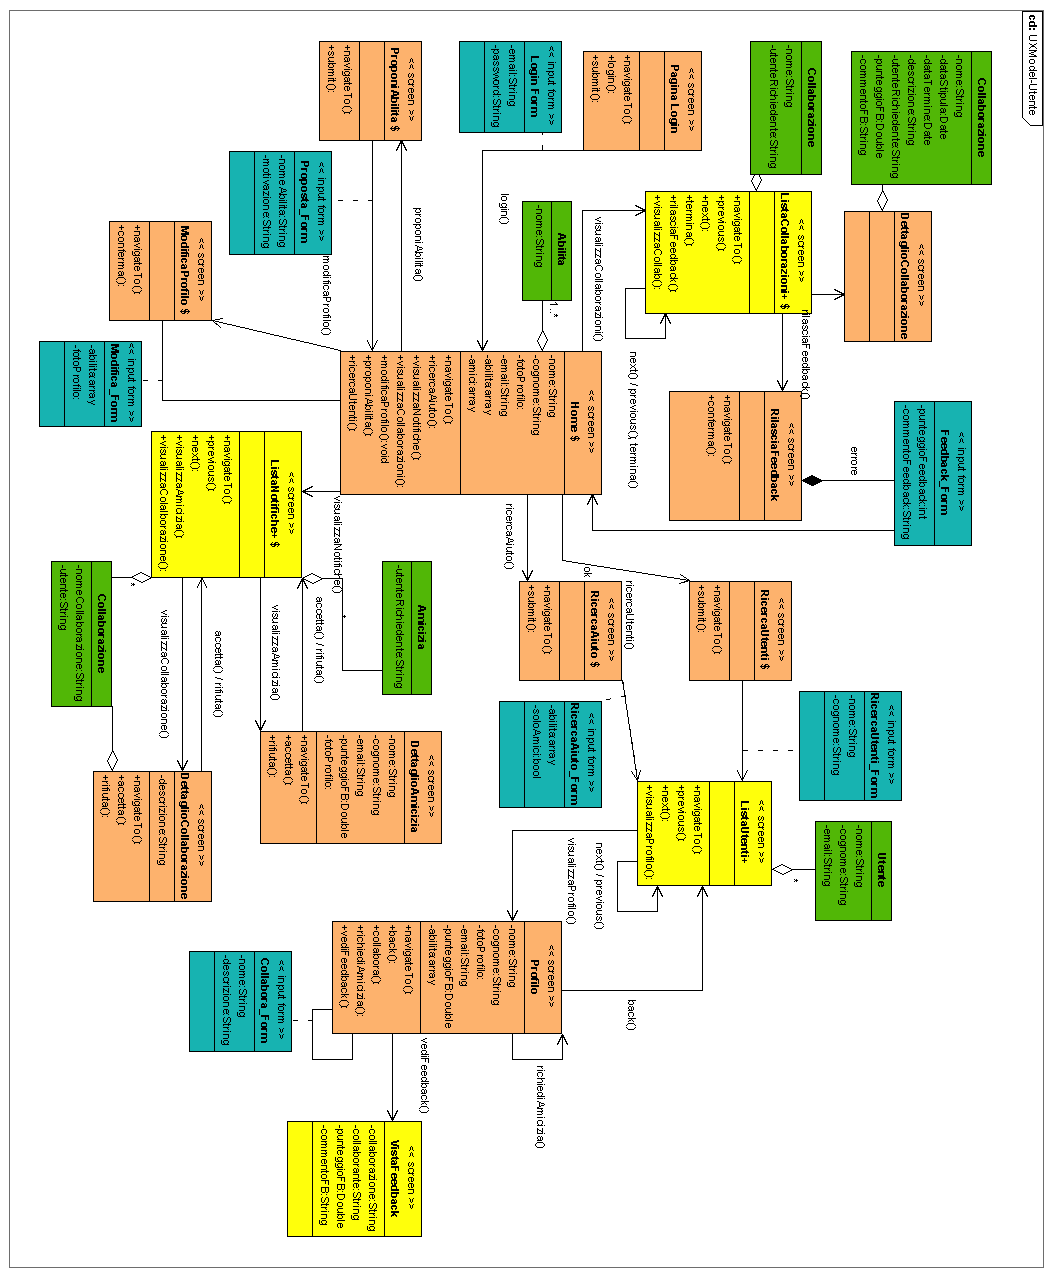 cd: UXModel-Utente
<< screen >>
ProponiAbilita $
+navigateTo():
+submit():
<< input form >>
Login Form
-email:String
-password:String
<< screen >>
Pagina Login
+navigateTo():
+login():
+submit():
Collaborazione
-nome:String
-utenteRichiedente:String
Collaborazione
-nome:String
-dataStipula:Date
-dataTermine:Date
-descrizione:String
-utenteRichiedente:String
-punteggioFB:Double
-commentoFB:String
<< input form >>
Proposta_Form
-nomeAbilita:String
-motivazione:String
proponiAbilita()
login()
Abilita
-nome:String
1..*
visualizzaCollaborazioni()
<< screen >>
ListaCollaborazioni+ $
+navigateTo():
+previous():
+next():
+termina():
+rilasciaFeedback():
+visualizzaCollab():
<< screen >>
DettaglioCollaborazione
<< screen >>
ModificaProfilo $
+navigateTo():
+conferma():
modificaProfilo()
next() / previous(), termina()
rilasciaFeedback()
<< input form >>
Modifica_Form
-abilita:array
-fotoProfilo:
<< screen >>
Home $
-nome:String
-cognome:String
-fotoProfilo:
-email:String
-abilita:array
-amici:array
+navigateTo():
+ricercaAiuto():
+visualizzaNotifiche():
+visualizzaCollaborazioni():
+modificaProfilo():void
+proponiAbilita():
+ricercaUtenti():
<< screen >>
RilasciaFeedback
+navigateTo():
+conferma():
errore
<< input form >>
Feedback_Form
-punteggioFeedback:int
-commentoFeedback:String
<< screen >>
ListaNotifiche+ $
+navigateTo():
+previous():
+next():
+visualizzaAmicizia():
+visualizzaColalborazione():
visualizzaNotifiche()
ricercaAiuto()
ok
ricercaUtenti()
Collaborazione
-nomeCollaborazione:String
-utente:String
*
visualizzaCollaborazione()
accetta() / rifiuta()
visualizzaAmicizia()
accetta() / rifiuta()
*
Amicizia
-utenteRichiedente:String
<< screen >>
RicercaAiuto $
+navigateTo():
+submit():
<< screen >>
RicercaUtenti $
+navigateTo():
+submit():
<< input form >>
RicercaAiuto_Form
-abilita:array
-soloAmici:bool
<< input form >>
RicercaUtenti_Form
-nome:String
-cognome:String
<< screen >>
DettaglioCollaborazione
-descrizione:String
+navigateTo():
+accetta():
+rifiuta():
<< screen >>
DettaglioAmicizia
-nome:String
-cognome:String
-email:String
-punteggioFB:Double
-fotoProfilo:
+navigateTo():
+accetta():
+rifiuta():
<< screen >>
ListaUtenti+
+navigateTo():
+previous():
+next():
+visualizzaProfilo():
*
Utente
-nome:String
-cognome:String
-email:String
next() / previous()
visualizzaProfilo()
<< screen >>
Profilo
-nome:String
-cognome:String
-fotoProfilo:
-email:String
-punteggioFB:Double
-abilita:array
+navigateTo():
+back():
+collabora():
+richiediAmicizia():
+vediFeedback():
back()
<< input form >>
Collabora_Form
-nome:String
-descrizione:String
vediFeedback()
richiediAmicizia()
<< screen >>
VistaFeedback
-collaborazione:String
-collaborante:String
-punteggioFB:Double
-commentoFB:String